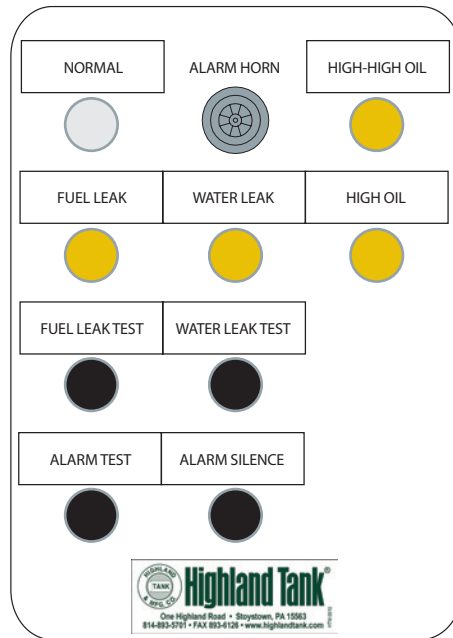 NORMAL
ALARM HORN
HIGH-HIGH OIL
FUEL LEAK
WATER LEAK
HIGH OIL
FUEL LEAK TEST
WATER LEAK TEST
ALARM TEST
ALARM SILENCE
HIGHLAND
TANK
& MFG. CO.
Highland Tank®
One Highland Road • Stoystown, PA 15563
814-893-5701 • FAX 893-6126 • www.highlandtank.com